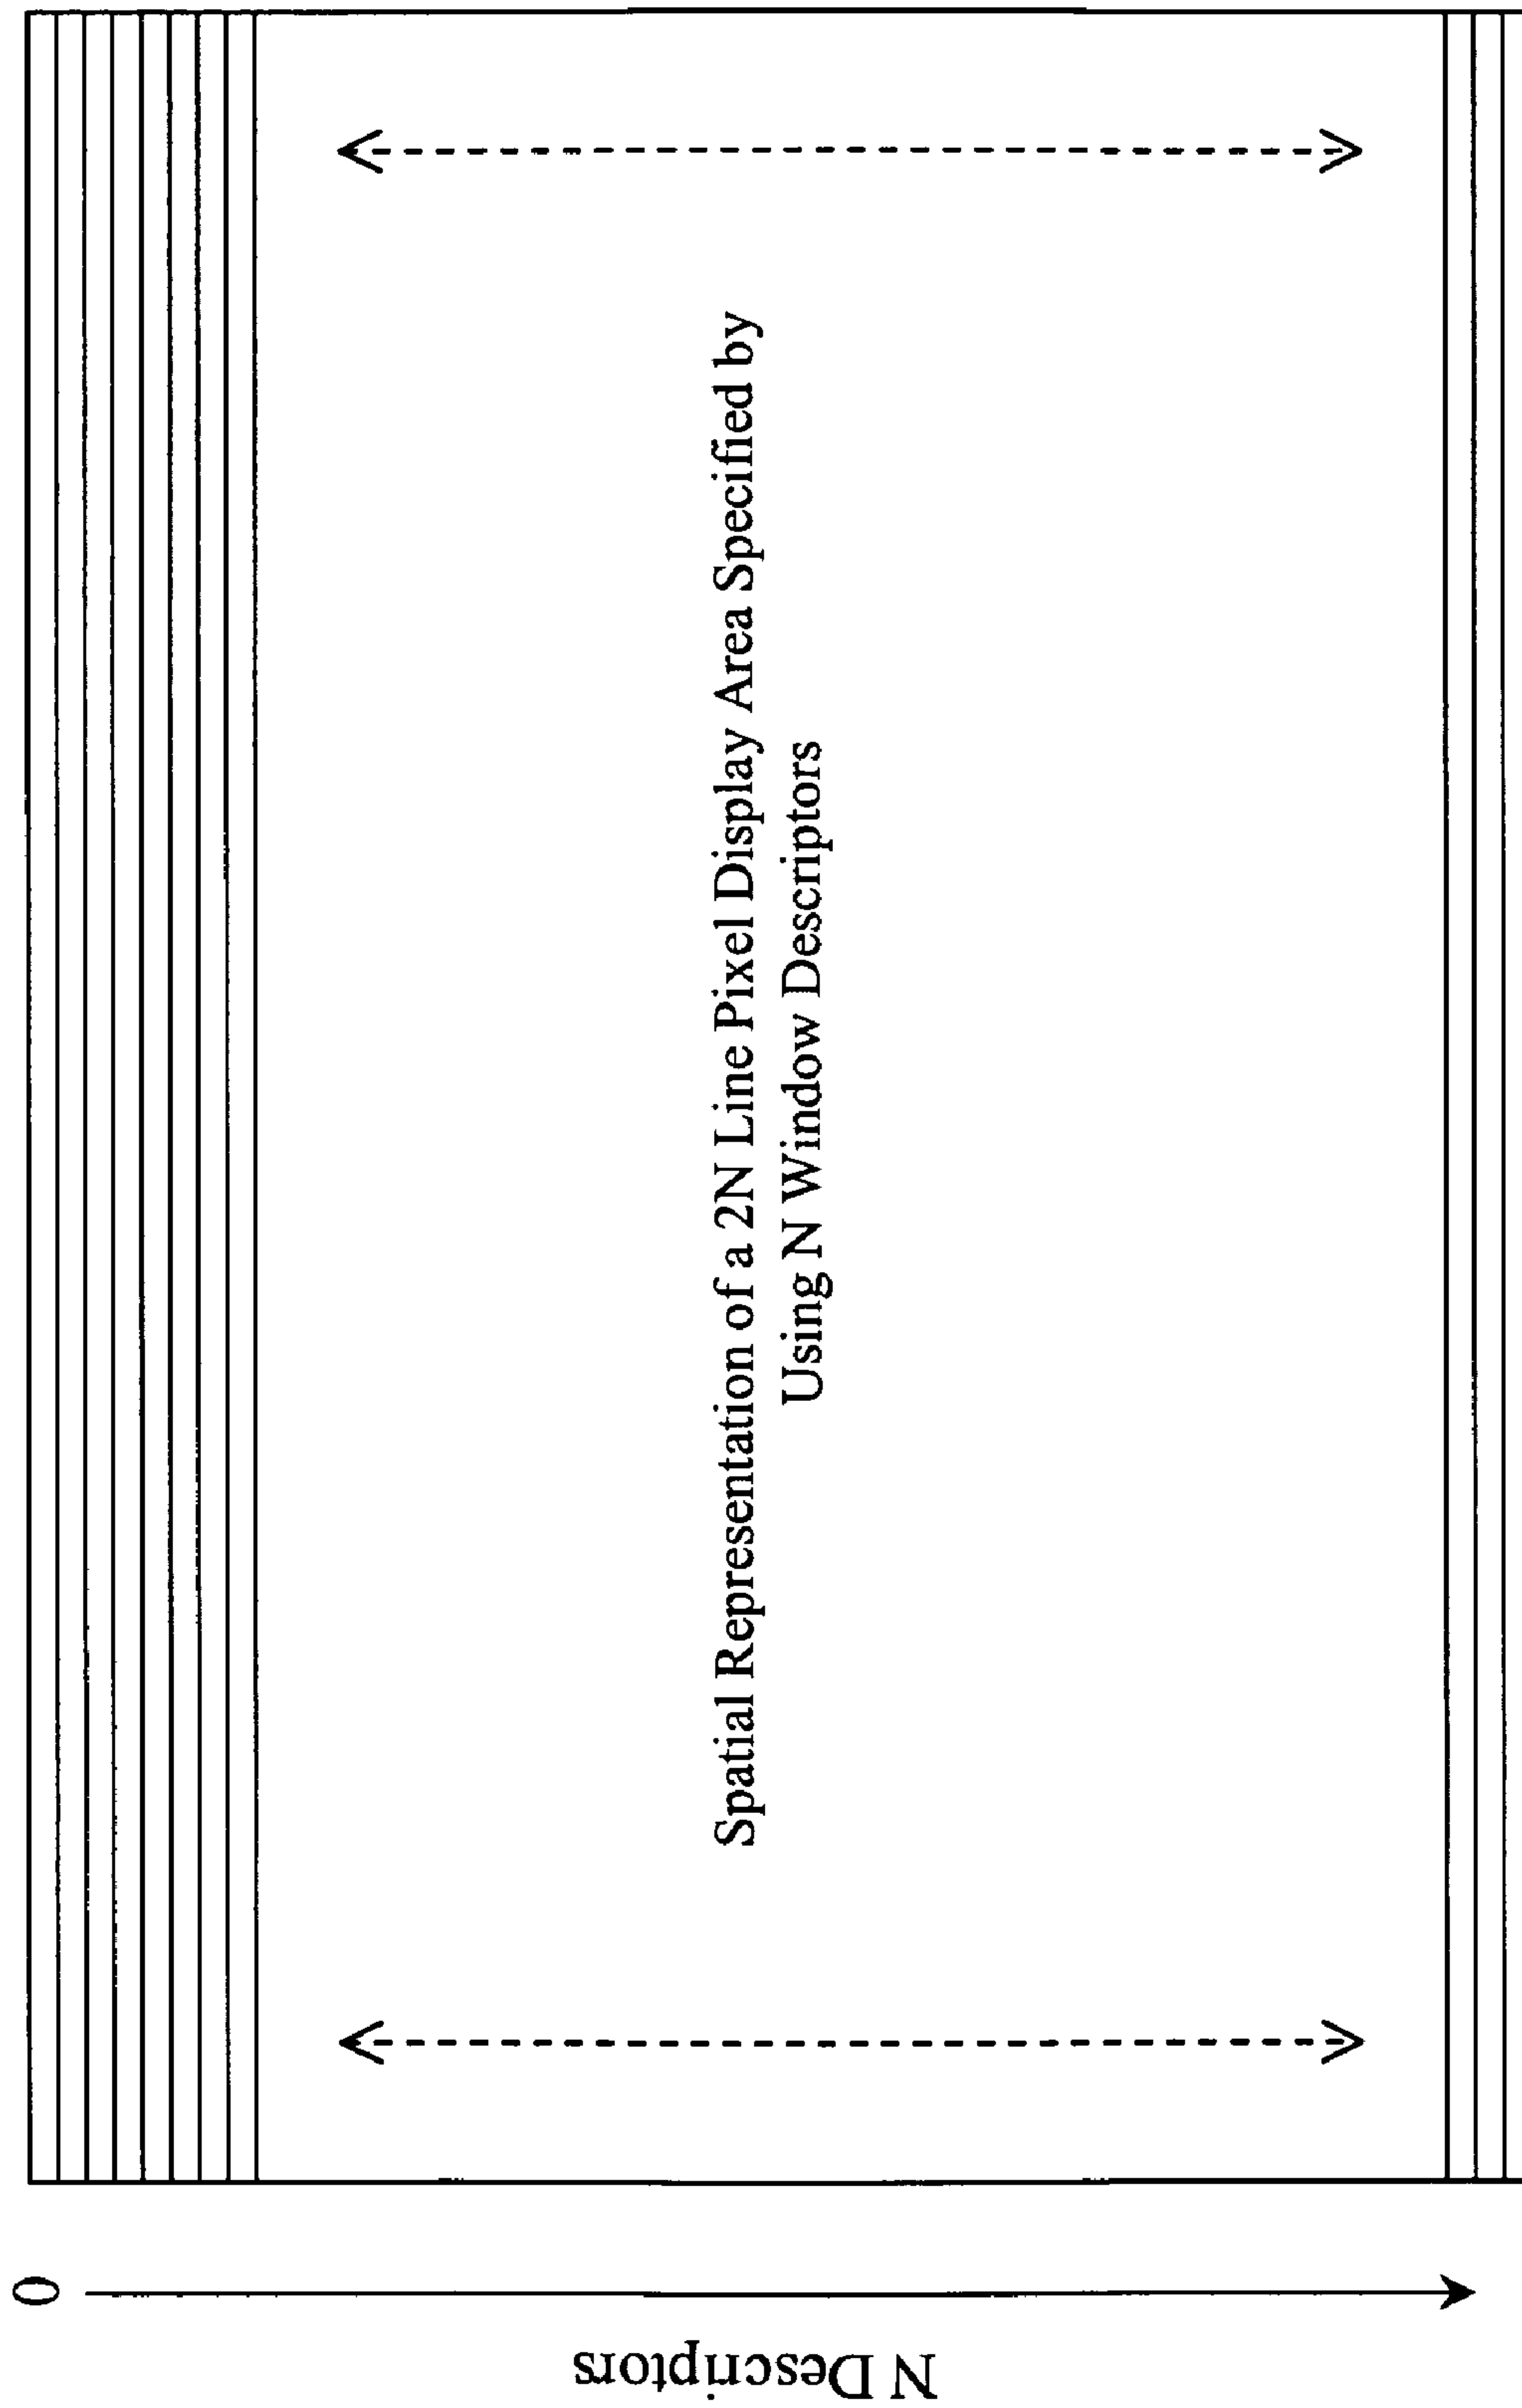 Spatial Representation of a 2N Line Pixel Display Area Specified by
Using N Window Descriptors
0
N Descriptors